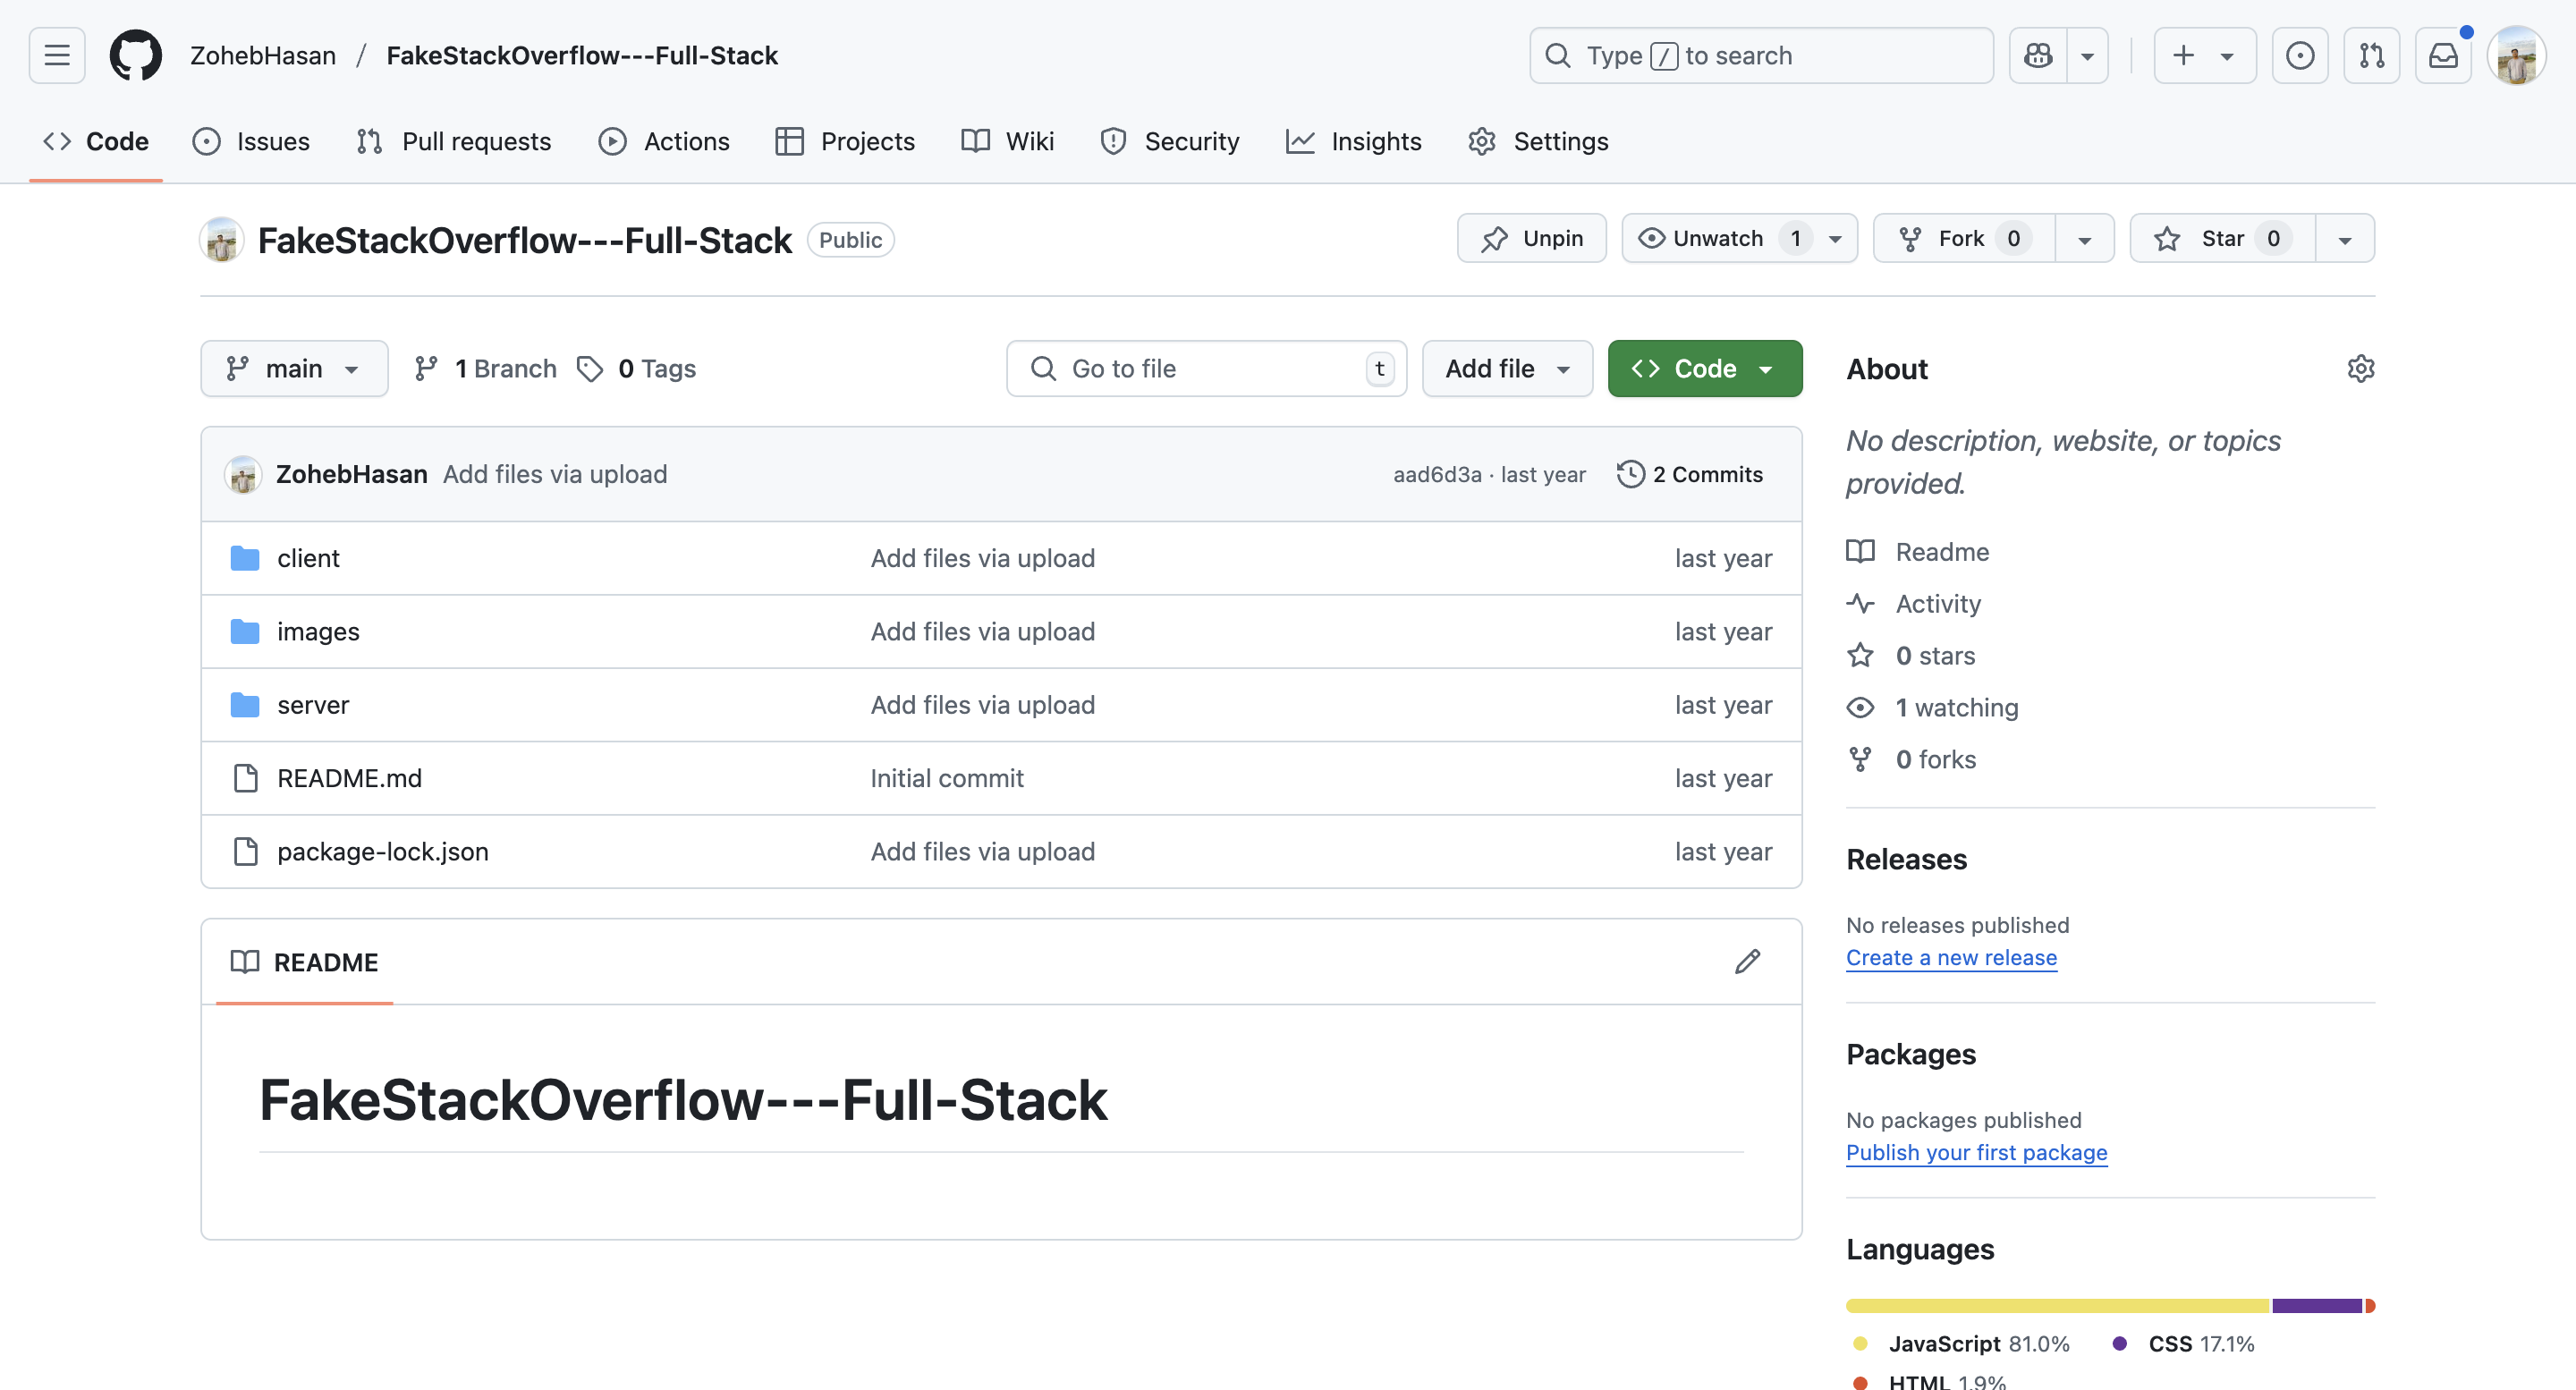 ZohebHasan / FakeStackOverflow---Full-Stack
Type / to search
Code Issues Pull requests Actions Projects Wiki Security Insights Settings
FakeStackOverflow---Full-Stack Public
Unpin Unwatch 1 Fork 0 Star 0
main 1 Branch 0 Tags
Go to file t Add file Code
ZohebHasan Add files via upload aad6d3a · last year 2 Commits
client Add files via upload last year
images Add files via upload last year
server Add files via upload last year
README.md Initial commit last year
package-lock.json Add files via upload last year
README
FakeStackOverflow---Full-Stack
About
No description, website, or topics
provided.
Readme
Activity
0 stars
1 watching
0 forks
Releases
No releases published
Create a new release
Packages
No packages published
Publish your first package
Languages
JavaScript 81.0% CSS 17.1%
HTML 1.9%